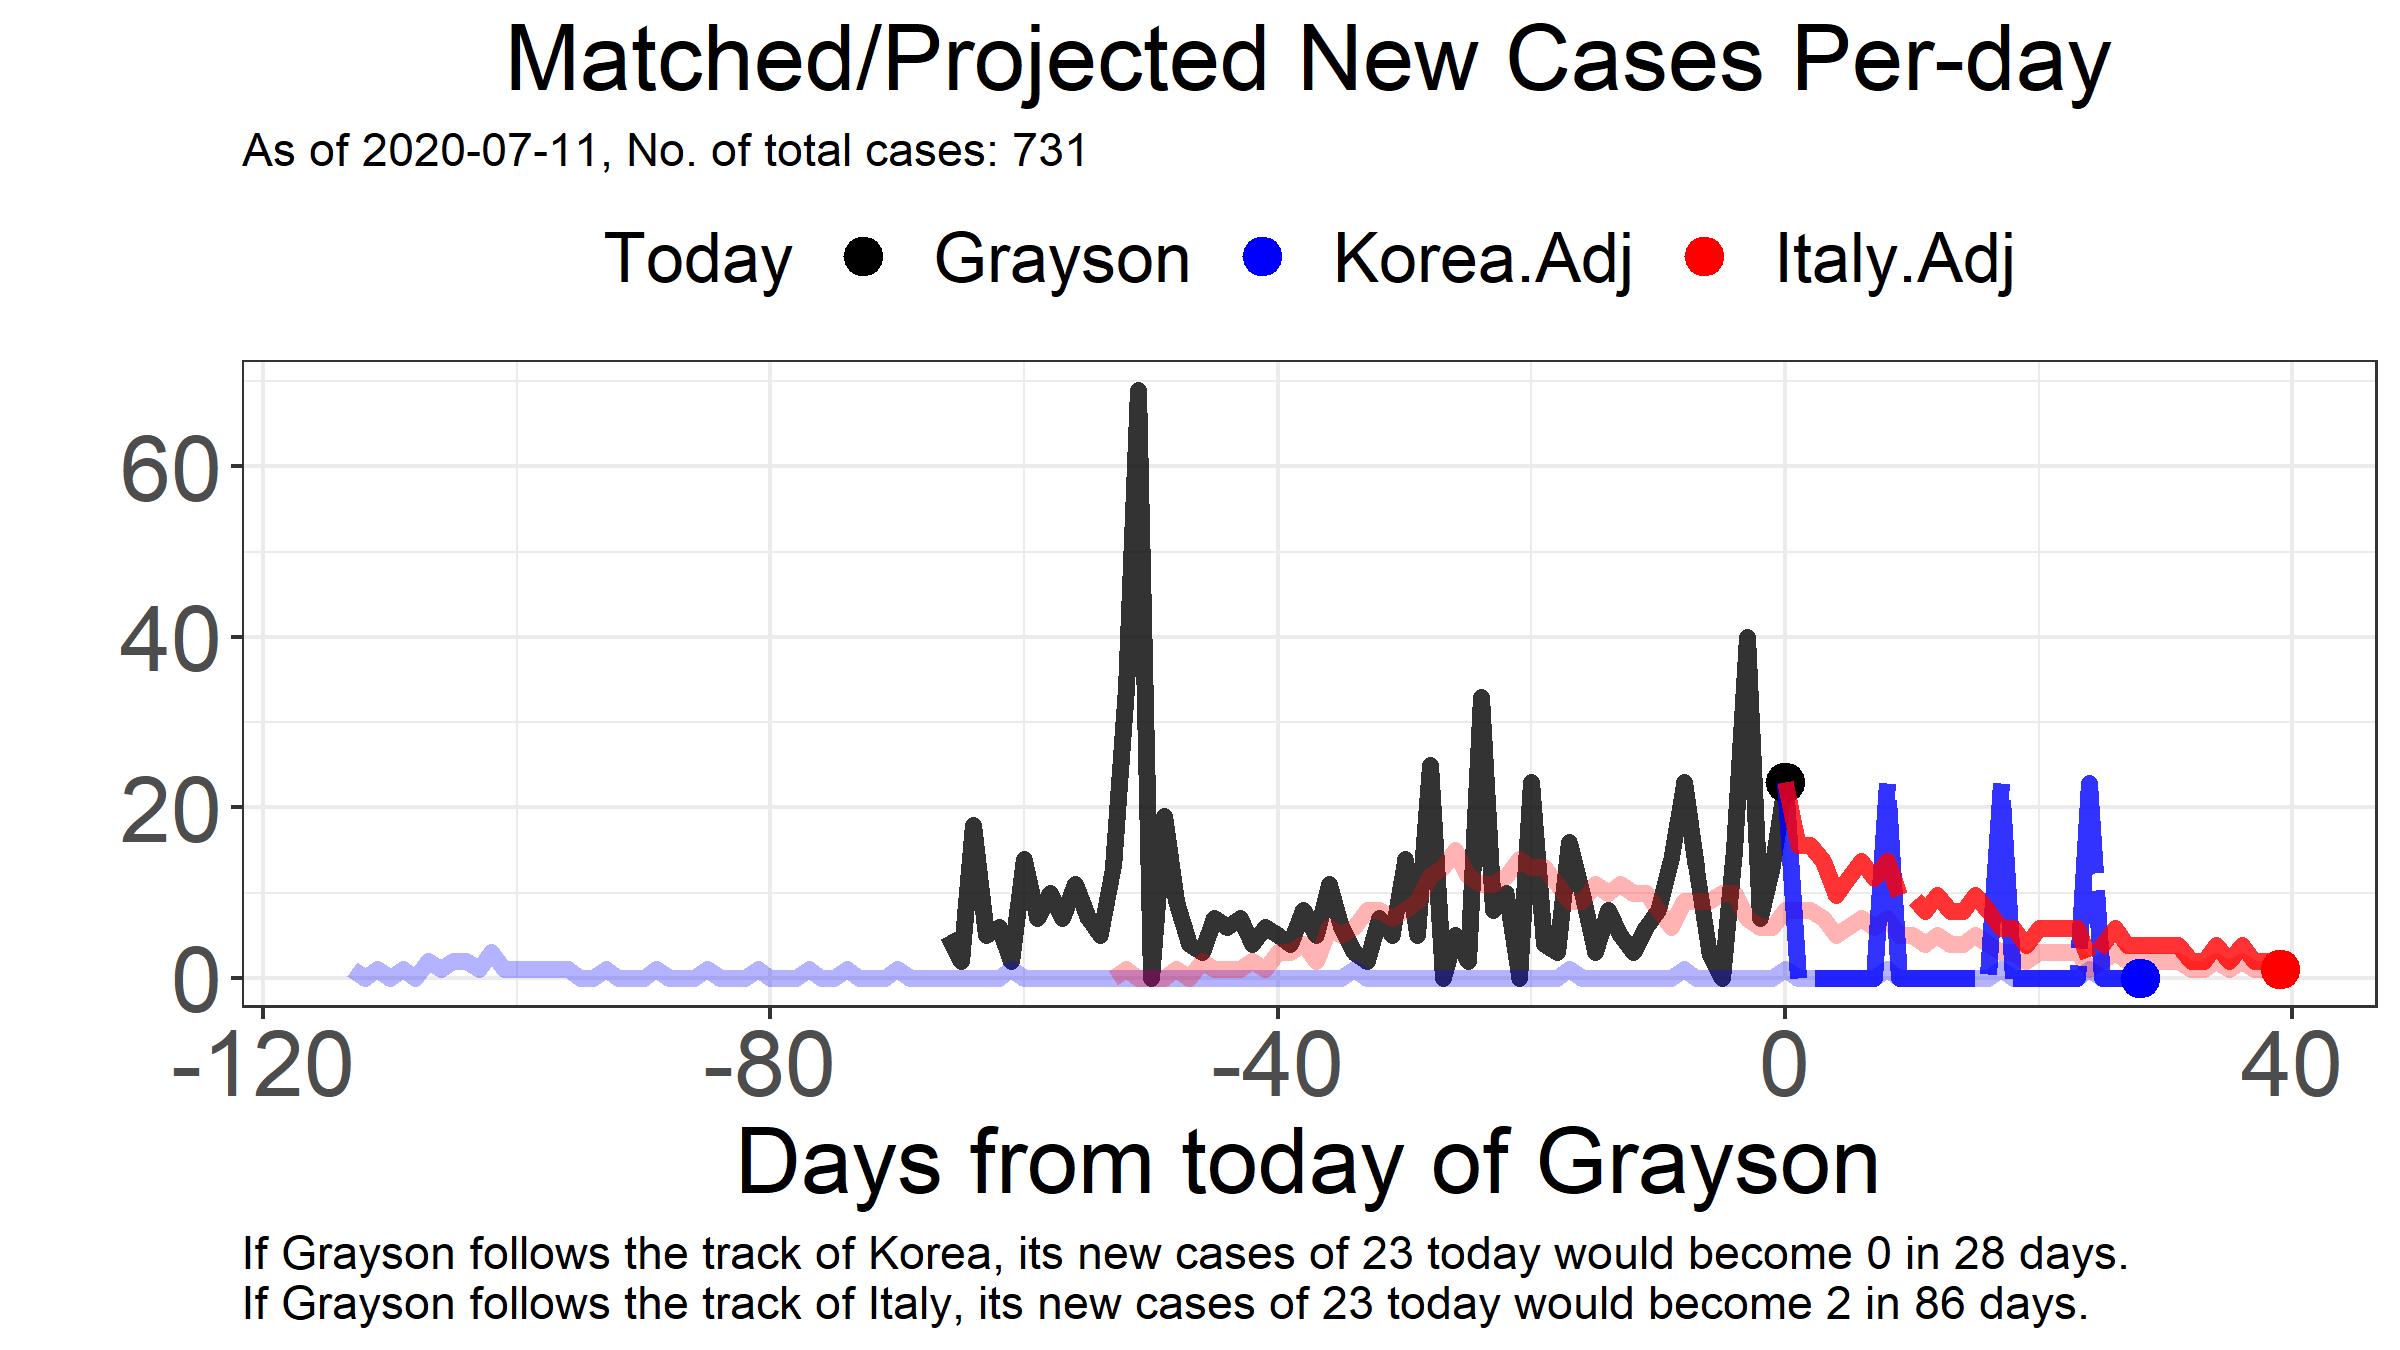 Matched/Projected New Cases Per-day
As of 2020-07-11, No. of total cases: 731
Today Grayson Korea.Adj Italy.Adj
60
40
20
0
-120 -80 -40 0 40
Days from today of Grayson
If Grayson follows the track of Korea, its new cases of 23 today would become 0 in 28 days.
If Grayson follows the track of Italy, its new cases of 23 today would become 2 in 86 days.